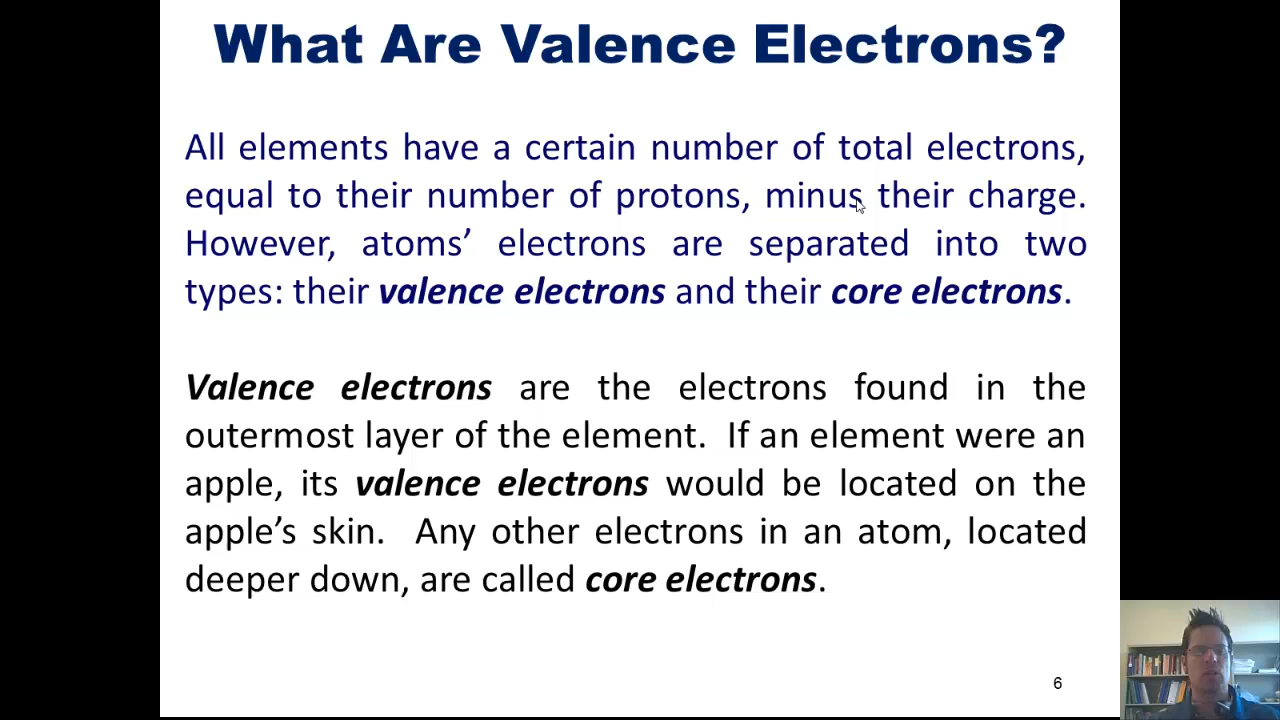 What Are Valence Electrons?
All elements have a certain number of total electrons,
equal to their number of protons, minus their charge.
However, atoms’ electrons are separated into two
types: their valence electrons and their core electrons.
Valence electrons are the electrons found in the
outermost layer of the element. If an element were an
apple, its valence electrons would be located on the
apple’s skin. Any other electrons in an atom, located
deeper down, are called core electrons.
6